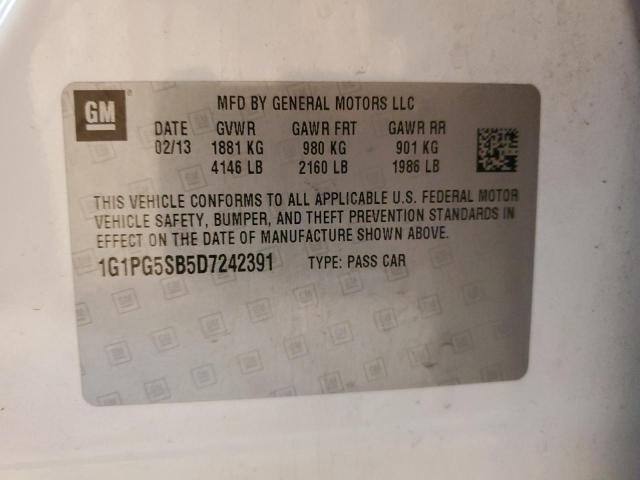 GM
MFD BY GENERAL MOTORS LLC
DATE GVWR GAWR FRT GAWR RR
02/13 1881 KG 980 KG 901 KG
4146 LB 2160 LB 1986 LB
THIS VEHICLE CONFORMS TO ALL APPLICABLE U.S. FEDERAL MOTOR
VEHICLE SAFETY, BUMPER, AND THEFT PREVENTION STANDARDS IN
EFFECT ON THE DATE OF MANUFACTURE SHOWN ABOVE.
1G1PG5SB5D7242391 TYPE: PASS CAR